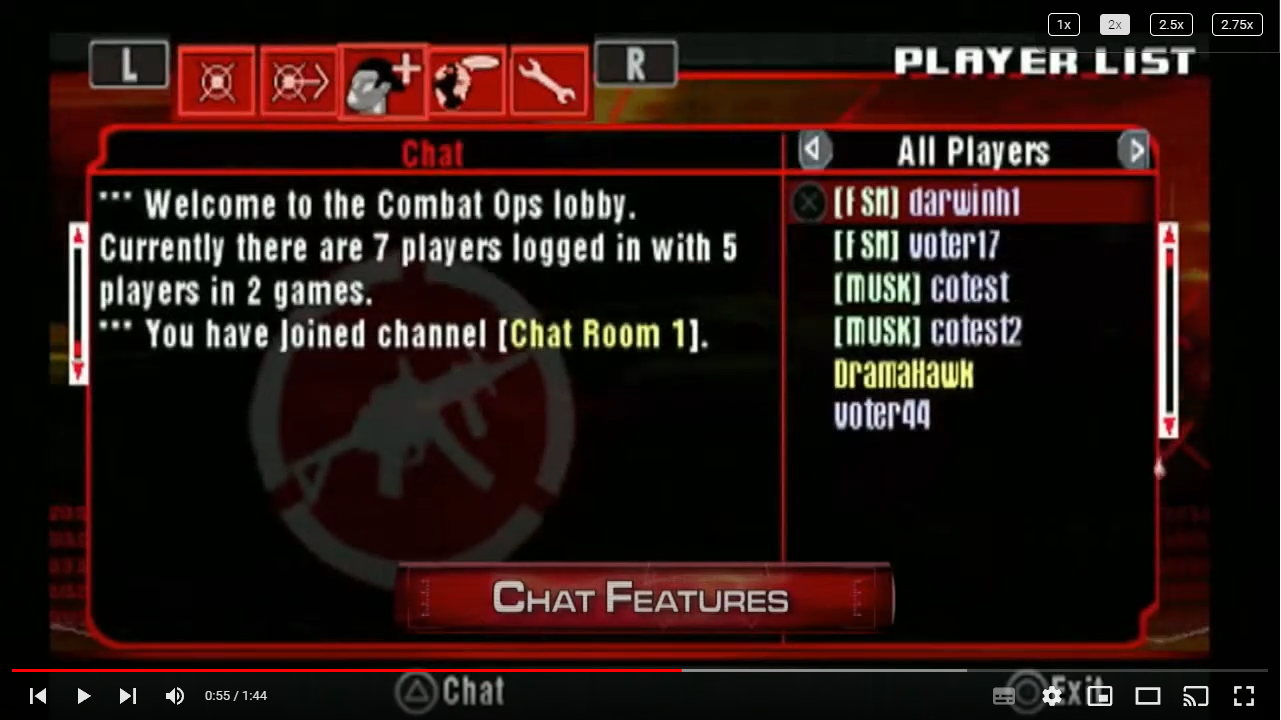 1x 2x 2.5x 2.75x
L R PLAYER LIST
Chat
*** Welcome to the Combat Ops lobby.
Currently there are 7 players logged in with 5
players in 2 games.
*** You have joined channel [Chat Room 1].
All Players
[FSM] darwinh1
[FSM] voter17
[MUSK] cotest
[MUSK] cotest2
DramaHawk
voter44
CHAT FEATURES
0:55 / 1:44
Chat
Exit